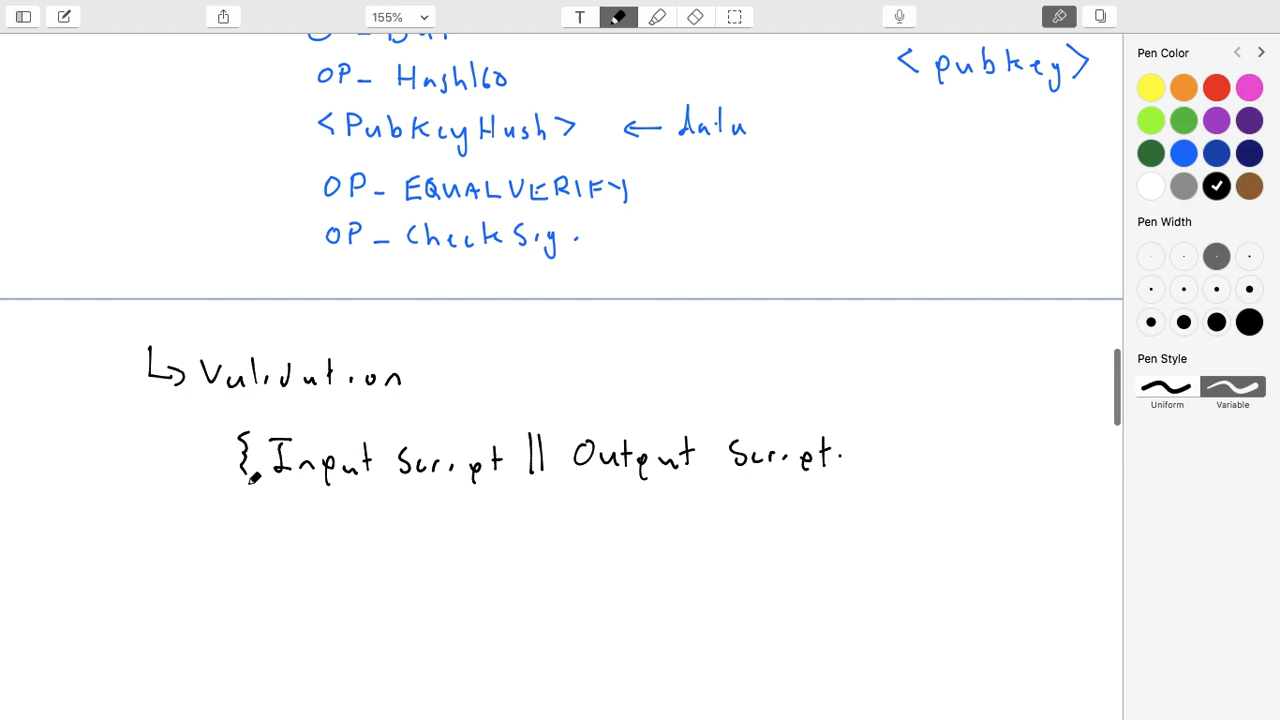 155%
<pubkey>
OP_ Hash160
<PubKeyHush> ← data
OP_ EQUALVERIFY
OP_ CheckSig.
↳ Validation
{ Input Script || Output Script.
Pen Color
Pen Width
Pen Style
Uniform Variable